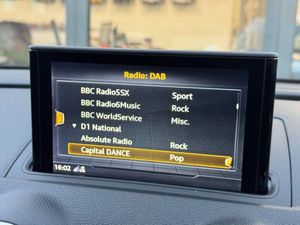 Radio: DAB
BBC Radio5SX Sport
BBC Radio6Music Rock
BBC WorldService Misc.
D1 National
Absolute Radio Rock
Capital DANCE Pop
16:02